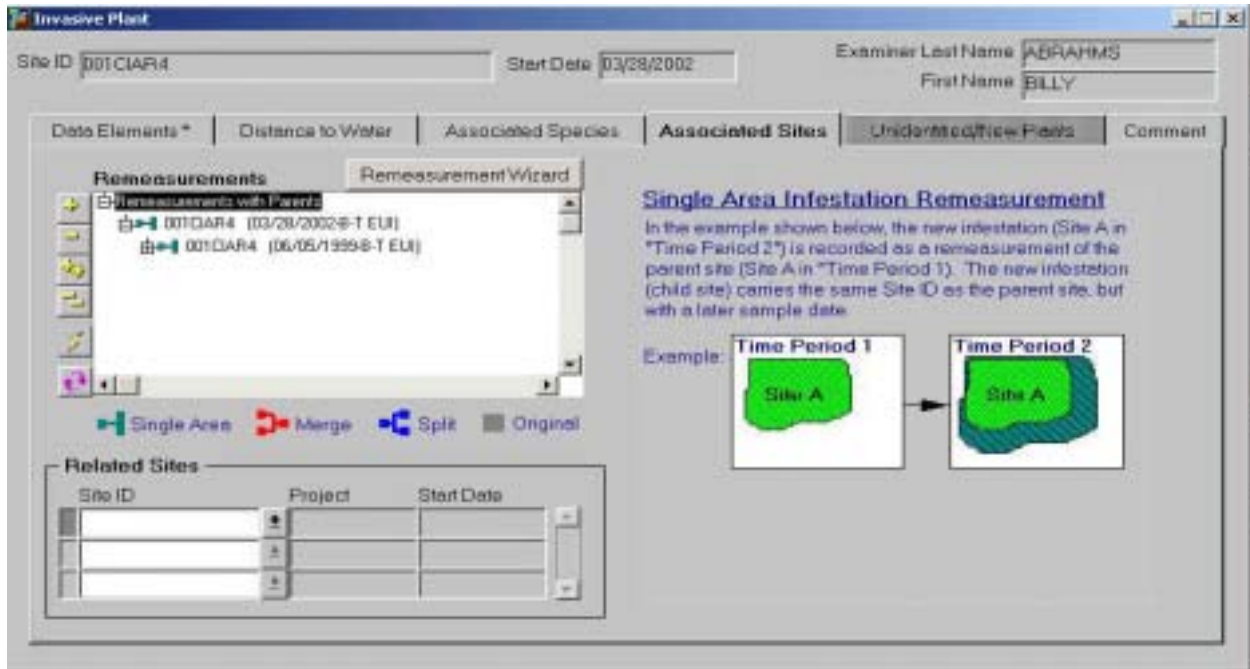 Invasive Plant
Site ID 001CIAR4 Start Date 03/28/2002 Examiner Last Name ABRAHMS
First Name BILLY
Data Elements * Distance to Water Associated Species Associated Sites Unidentified/New Plants Comment
Remeasurements Remeasurement Wizard
Remeasurements with Parents
001CIAR4 (03/28/2002-8-T EUI)
001CIAR4 (06/05/1999-8-T EUI)
Single Area Merge Split Original
Related Sites
Site ID Project Start Date
Single Area Infestation Remeasurement
In the example shown below, the new infestation (Site A in
"Time Period 2") is recorded as a remeasurement of the
parent site (Site A in "Time Period 1). The new infestation
(child site) carries the same Site ID as the parent site, but
with a later sample date
Example: Time Period 1 Time Period 2
Site A Site A